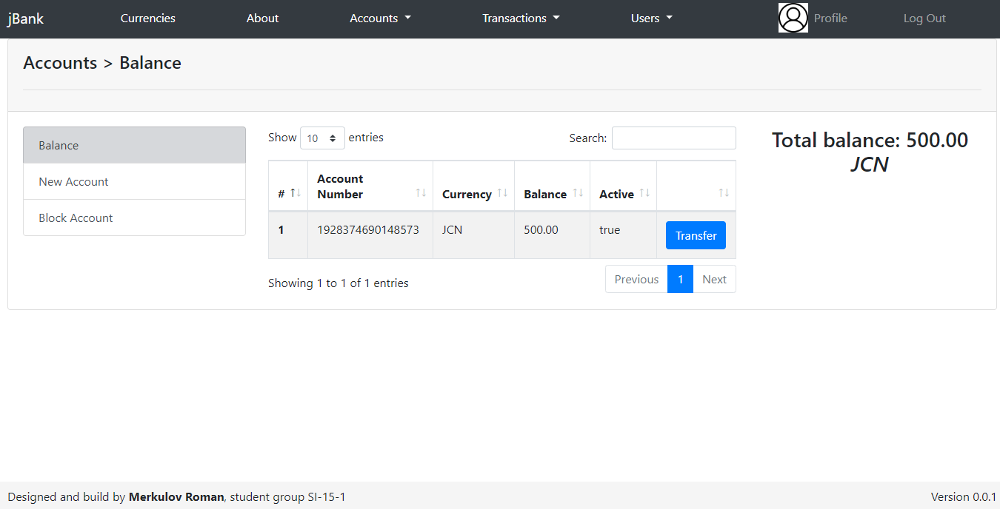 jBank Currencies About Accounts Transactions Users Profile Log Out
Accounts > Balance
Balance
New Account
Block Account
Show 10 entries Search:
# Account Number Currency Balance Active
1 1928374690148573 JCN 500.00 true Transfer
Showing 1 to 1 of 1 entries Previous 1 Next
Total balance: 500.00
JCN
Designed and build by Merkulov Roman, student group SI-15-1 Version 0.0.1